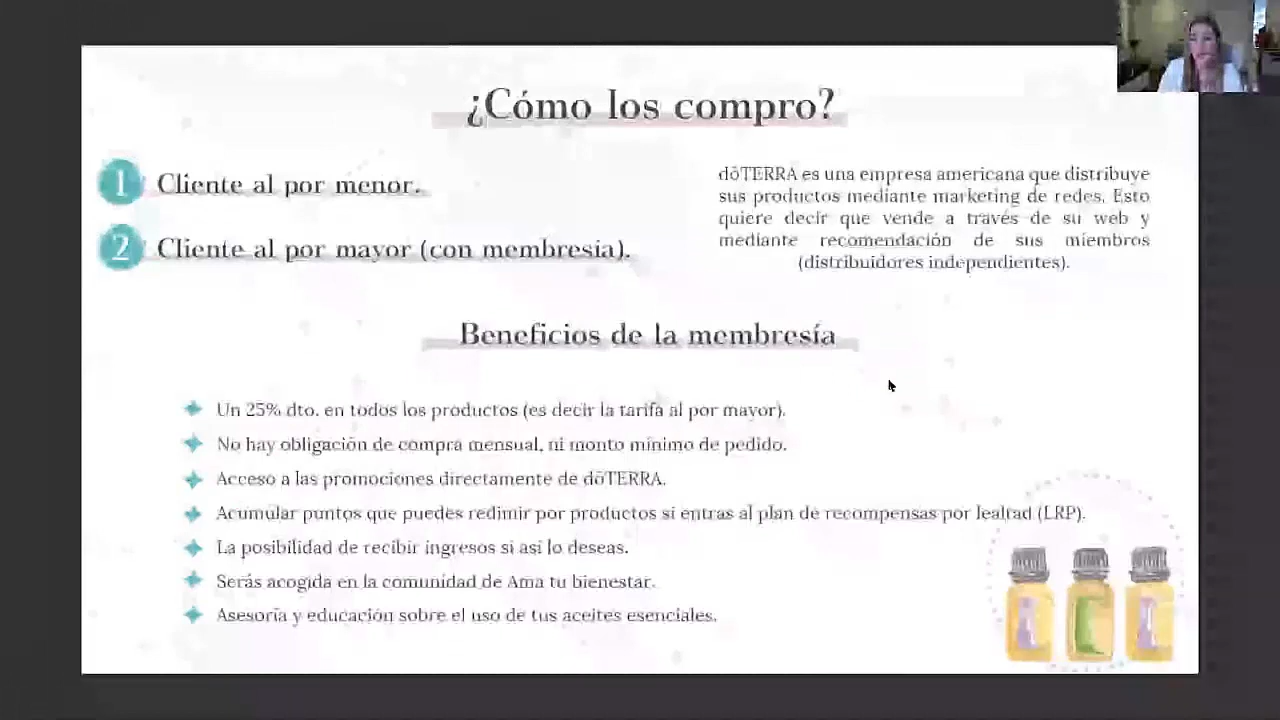 ¿Cómo los compro?
1 Cliente al por menor.
2 Cliente al por mayor (con membresía).
dōTERRA es una empresa americana que distribuye
sus productos mediante marketing de redes. Esto
quiere decir que vende a través de su web y
mediante recomendación de sus miembros
(distribuidores independientes).
Beneficios de la membresía
Un 25% dto. en todos los productos (es decir la tarifa al por mayor).
No hay obligación de compra mensual, ni monto mínimo de pedido.
Acceso a las promociones directamente de dōTERRA.
Acumular puntos que puedes redimir por productos si entras al plan de recompensas por lealtad (LRP).
La posibilidad de recibir ingresos si así lo deseas.
Serás acogida en la comunidad de Ama tu bienestar.
Asesoría y educación sobre el uso de tus aceites esenciales.